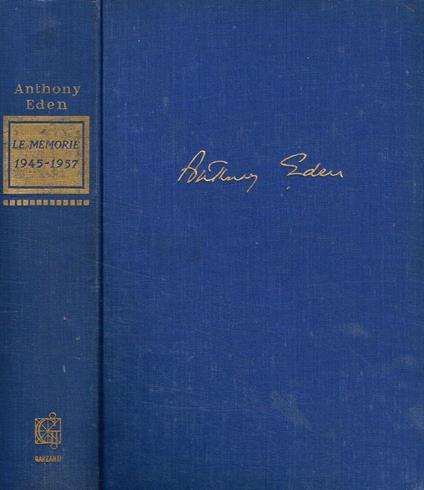 Anthony
Eden
LE MEMORIE
1945-1957
GARZANTI
Anthony Eden